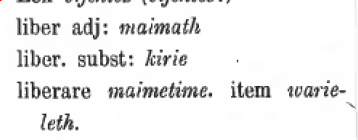 liber adj: maimath
liber. subst: kirie
liberare maimetime. item warie-
leth.